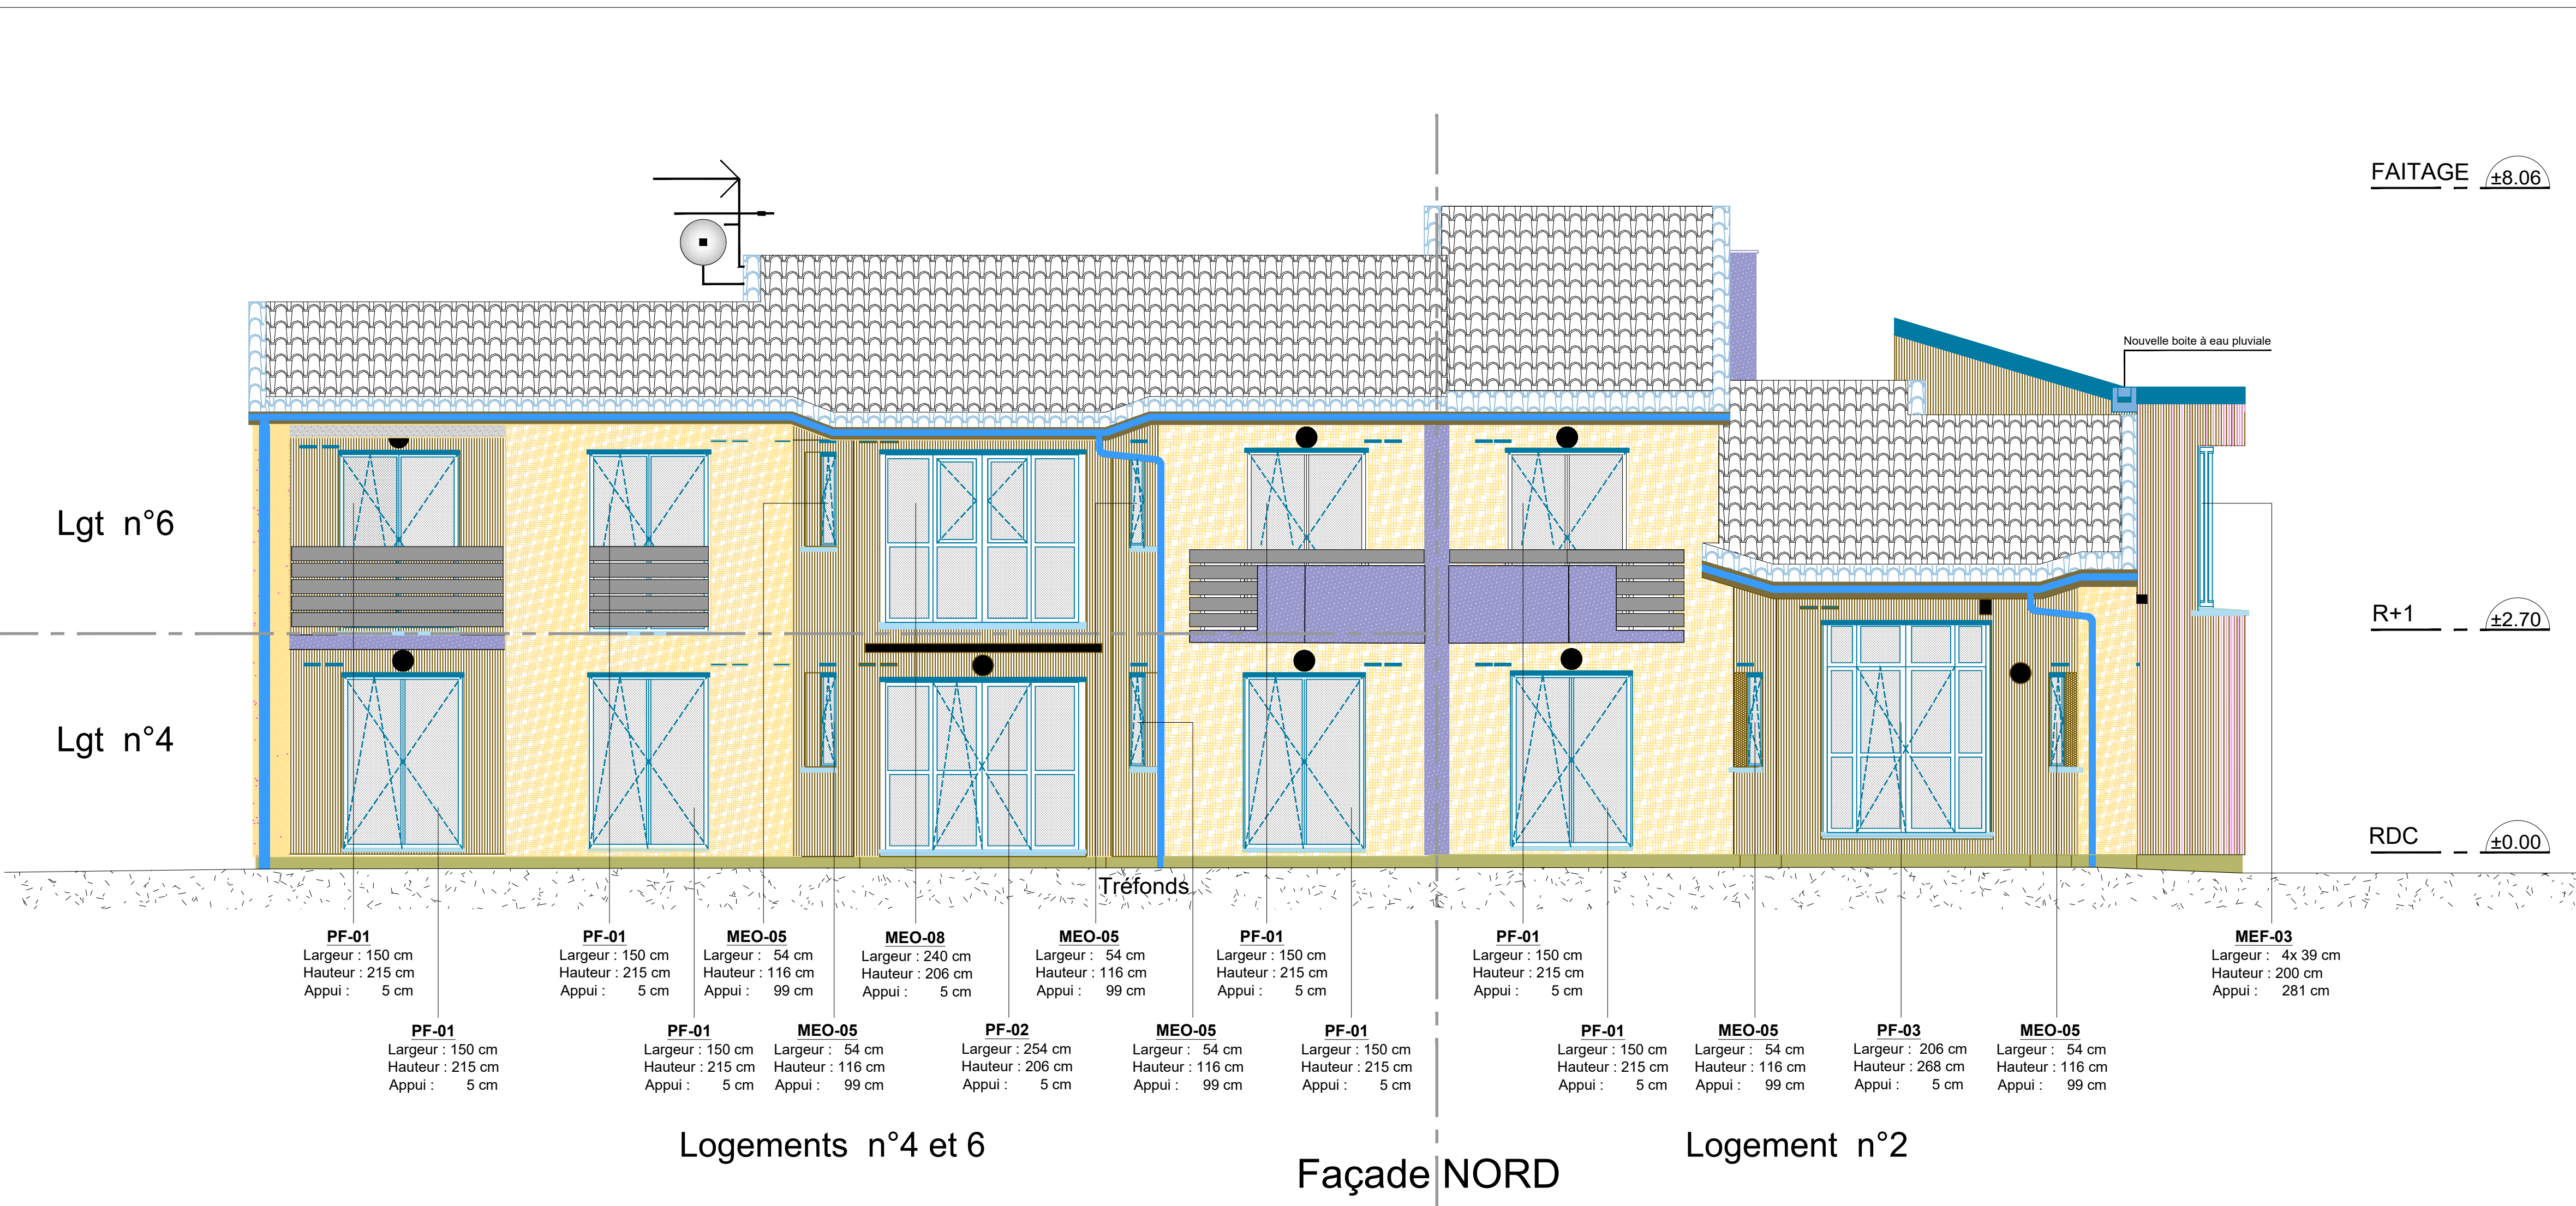 FAITAGE ±8.06
Nouvelle boite à eau pluviale
Lgt n°6
R+1 ±2.70
Lgt n°4
RDC ±0.00
Tréfonds
PF-01
Largeur : 150 cm
Hauteur : 215 cm
Appui : 5 cm
PF-01
Largeur : 150 cm
Hauteur : 215 cm
Appui : 5 cm
MEO-05
Largeur : 54 cm
Hauteur : 116 cm
Appui : 99 cm
MEO-08
Largeur : 240 cm
Hauteur : 206 cm
Appui : 5 cm
MEO-05
Largeur : 54 cm
Hauteur : 116 cm
Appui : 99 cm
PF-01
Largeur : 150 cm
Hauteur : 215 cm
Appui : 5 cm
PF-01
Largeur : 150 cm
Hauteur : 215 cm
Appui : 5 cm
MEF-03
Largeur : 4x 39 cm
Hauteur : 200 cm
Appui : 281 cm
PF-01
Largeur : 150 cm
Hauteur : 215 cm
Appui : 5 cm
PF-01
Largeur : 150 cm
Hauteur : 215 cm
Appui : 5 cm
MEO-05
Largeur : 54 cm
Hauteur : 116 cm
Appui : 99 cm
PF-02
Largeur : 254 cm
Hauteur : 206 cm
Appui : 5 cm
MEO-05
Largeur : 54 cm
Hauteur : 116 cm
Appui : 99 cm
PF-01
Largeur : 150 cm
Hauteur : 215 cm
Appui : 5 cm
PF-01
Largeur : 150 cm
Hauteur : 215 cm
Appui : 5 cm
MEO-05
Largeur : 54 cm
Hauteur : 116 cm
Appui : 99 cm
PF-03
Largeur : 206 cm
Hauteur : 268 cm
Appui : 5 cm
MEO-05
Largeur : 54 cm
Hauteur : 116 cm
Appui : 99 cm
Logements n°4 et 6
Logement n°2
Façade NORD